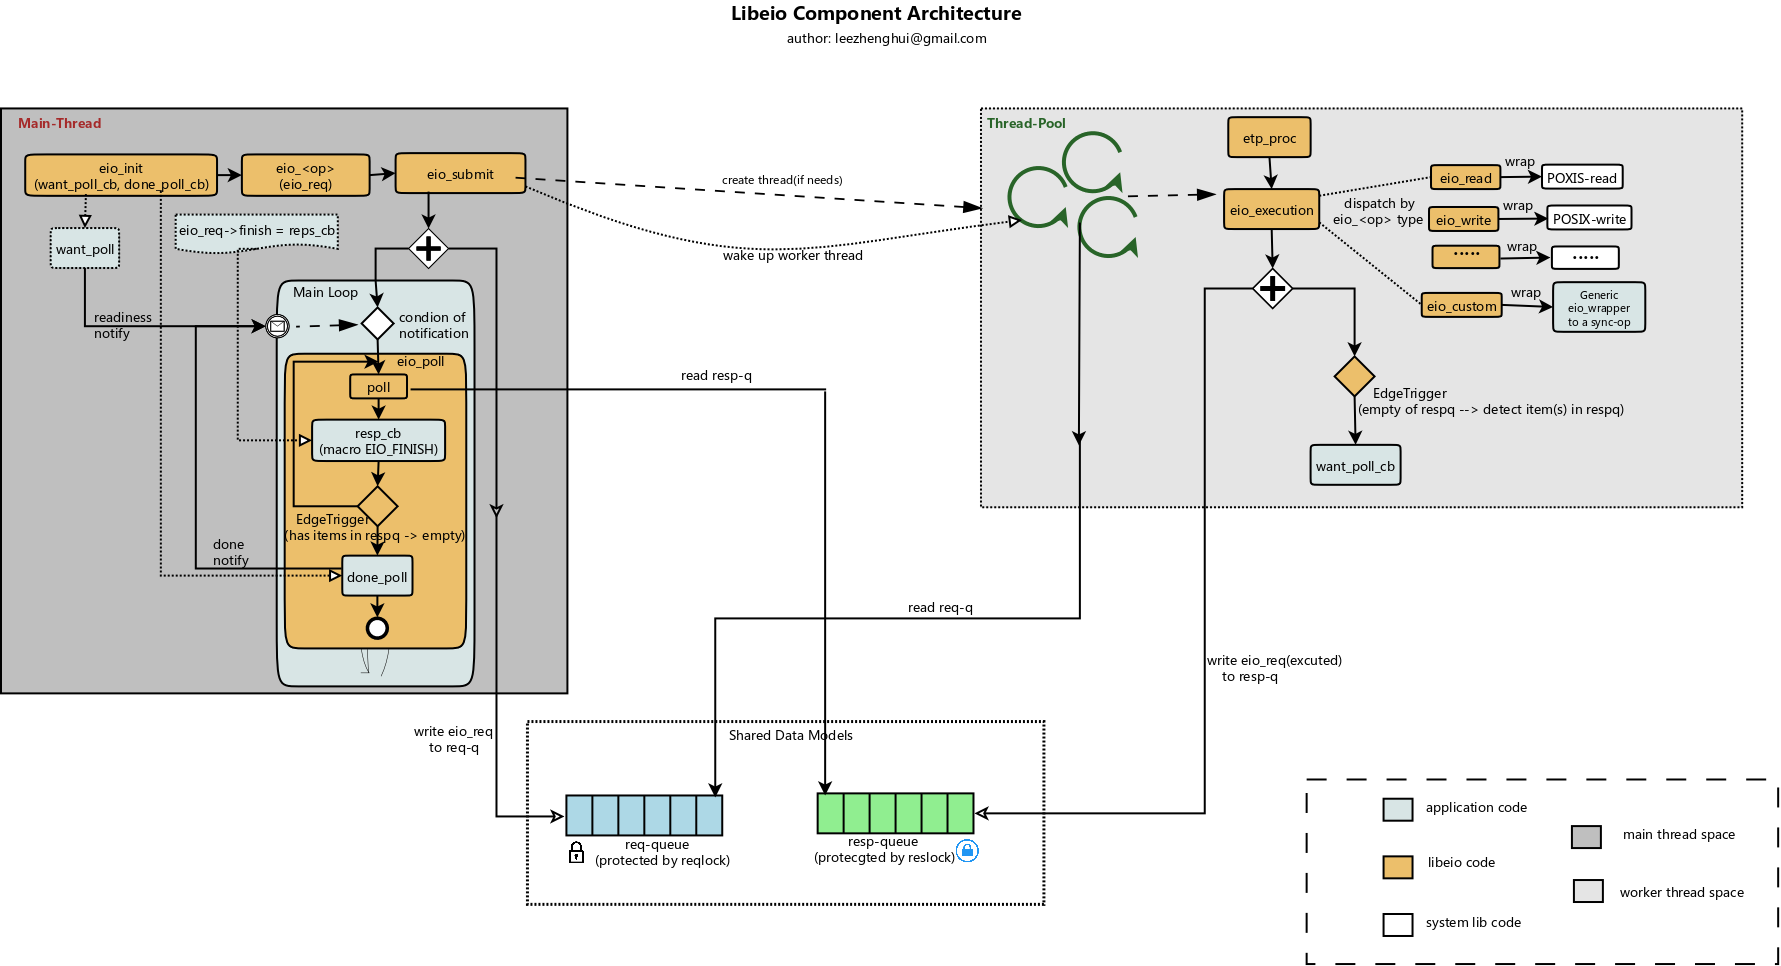 Libeio Component Architecture
author: leezhenghui@gmail.com
Main-Thread
eio_init
(want_poll_cb, done_poll_cb)
eio_<op>
(eio_req)
eio_submit
want_poll
eio_req->finish = reps_cb
readiness
notify
Main Loop
condion of
notification
eio_poll
poll
resp_cb
(macro EIO_FINISH)
EdgeTrigger
(has items in respq -> empty)
done
notify
done_poll
create thread(if needs)
wake up worker thread
read resp-q
Thread-Pool
etp_proc
eio_execution
dispatch by
eio_<op> type
eio_read
wrap
POXIS-read
eio_write
wrap
POSIX-write
.....
wrap
.....
eio_custom
wrap
Generic
eio_wrapper
to a sync-op
EdgeTrigger
(empty of respq --> detect item(s) in respq)
want_poll_cb
read req-q
write eio_req(excuted)
to resp-q
write eio_req
to req-q
Shared Data Models
req-queue
(protected by reqlock)
resp-queue
(protecgted by reslock)
application code
libeio code
system lib code
main thread space
worker thread space